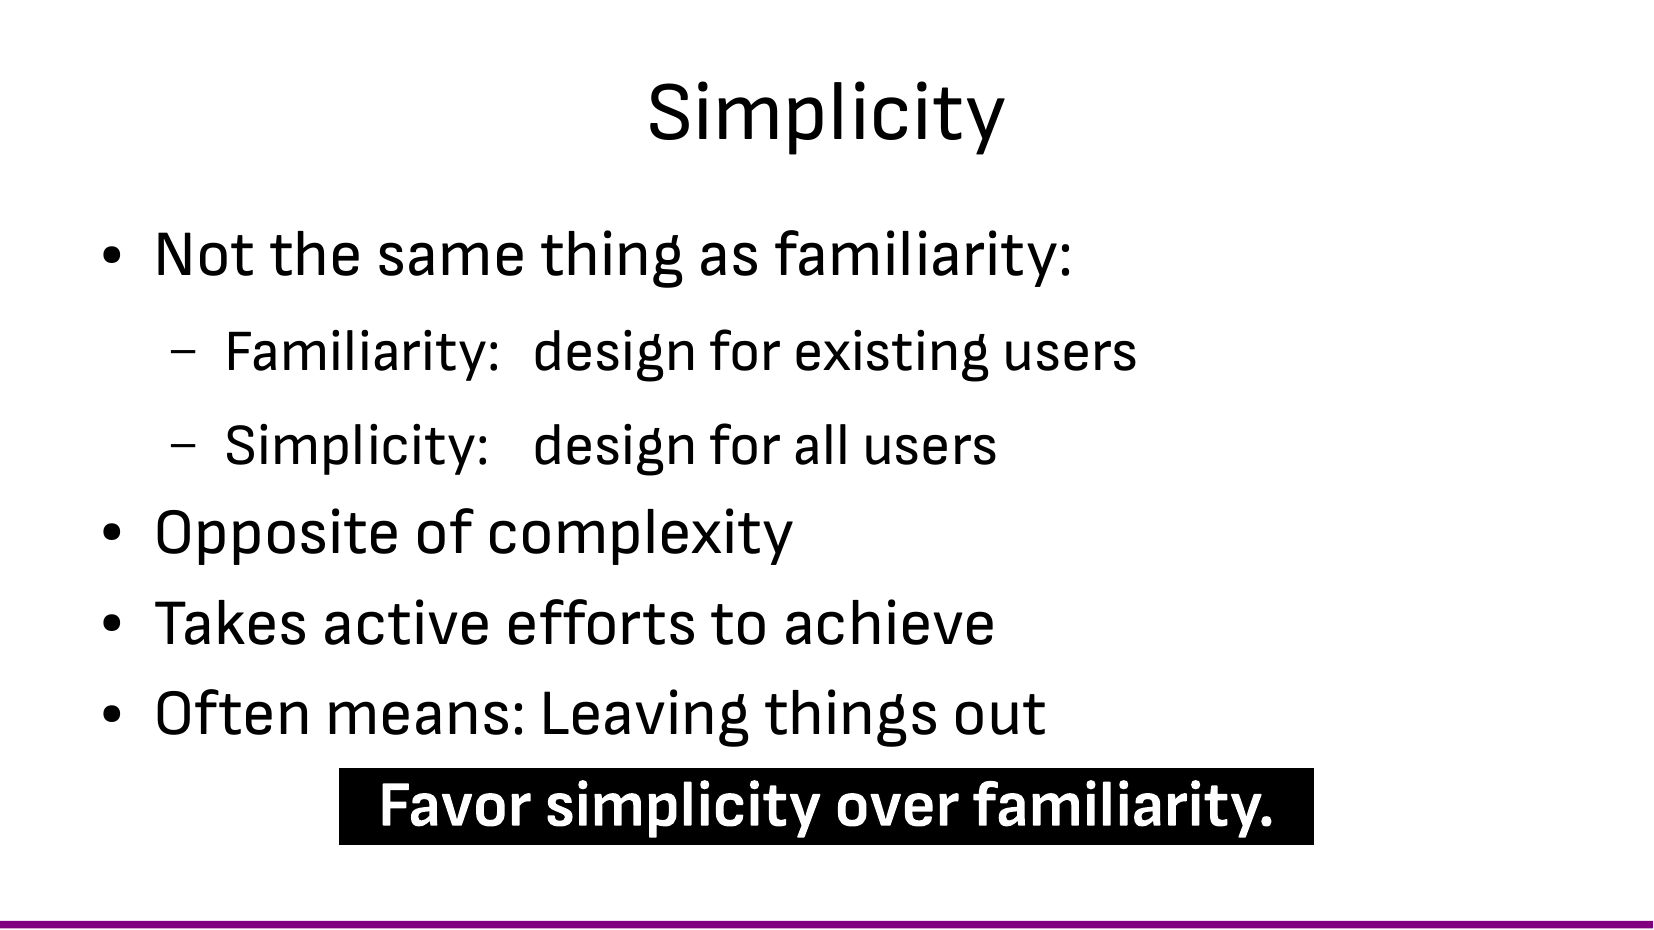 Simplicity
• Not the same thing as familiarity:
– Familiarity: design for existing users
– Simplicity: design for all users
• Opposite of complexity
• Takes active efforts to achieve
• Often means: Leaving things out
Favor simplicity over familiarity.